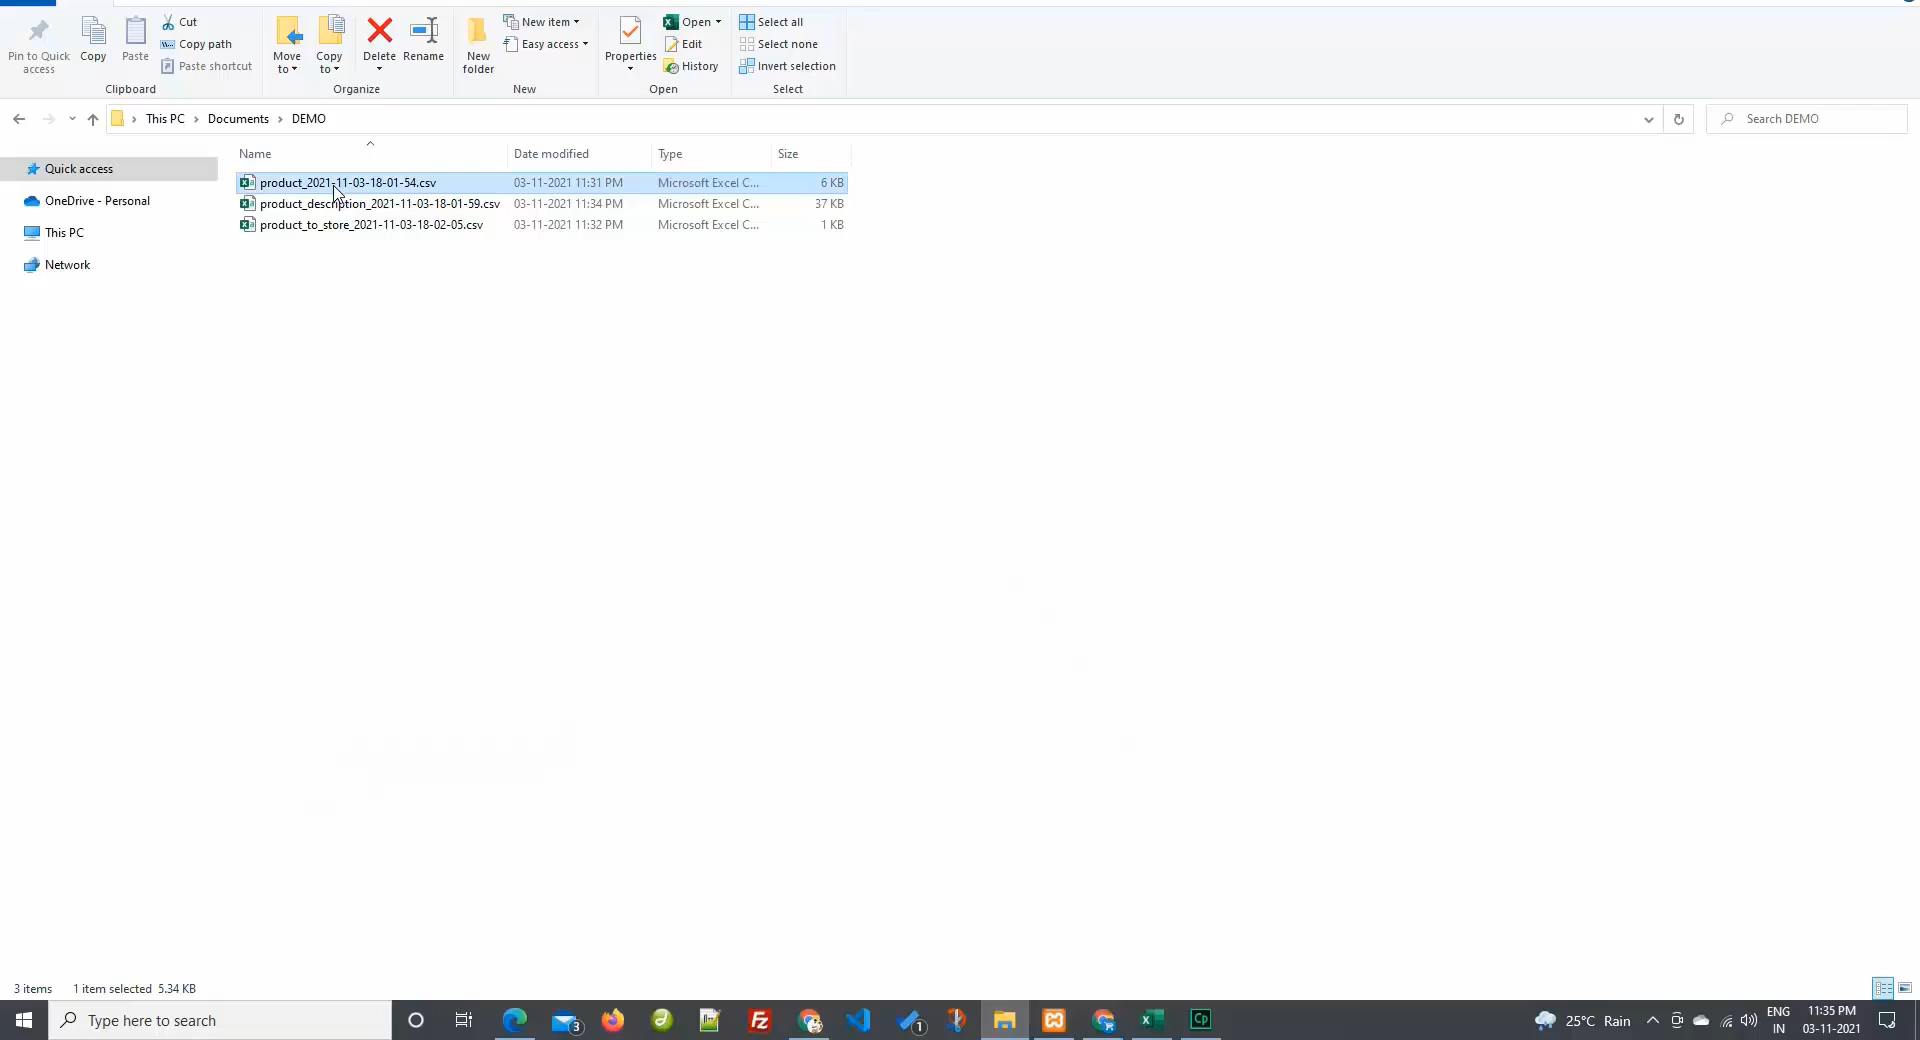 Pin to Quick access
Copy
Paste
Cut
Copy path
Paste shortcut
Clipboard
Move to
Copy to
Delete
Rename
Organize
New folder
New item
Easy access
New
Properties
Open
Edit
History
Open
Select all
Select none
Invert selection
Select
This PC
Documents
DEMO
Search DEMO
Quick access
OneDrive - Personal
This PC
Network
Name Date modified Type Size
product_2021-11-03-18-01-54.csv 03-11-2021 11:31 PM Microsoft Excel C... 6 KB
product_description_2021-11-03-18-01-59.csv 03-11-2021 11:34 PM Microsoft Excel C... 37 KB
product_to_store_2021-11-03-18-02-05.csv 03-11-2021 11:32 PM Microsoft Excel C... 1 KB
3 items 1 item selected 5.34 KB
Type here to search
3
dw
Fz
1
Cp
25°C Rain
ENG
IN
11:35 PM
03-11-2021